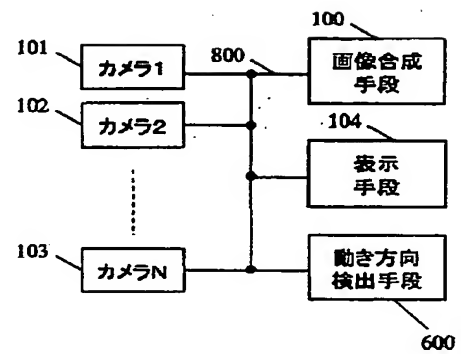 101
カメラ1
102
カメラ2
103
カメラN
800
100
画像合成
手段
104
表示
手段
動き方向
検出手段
600